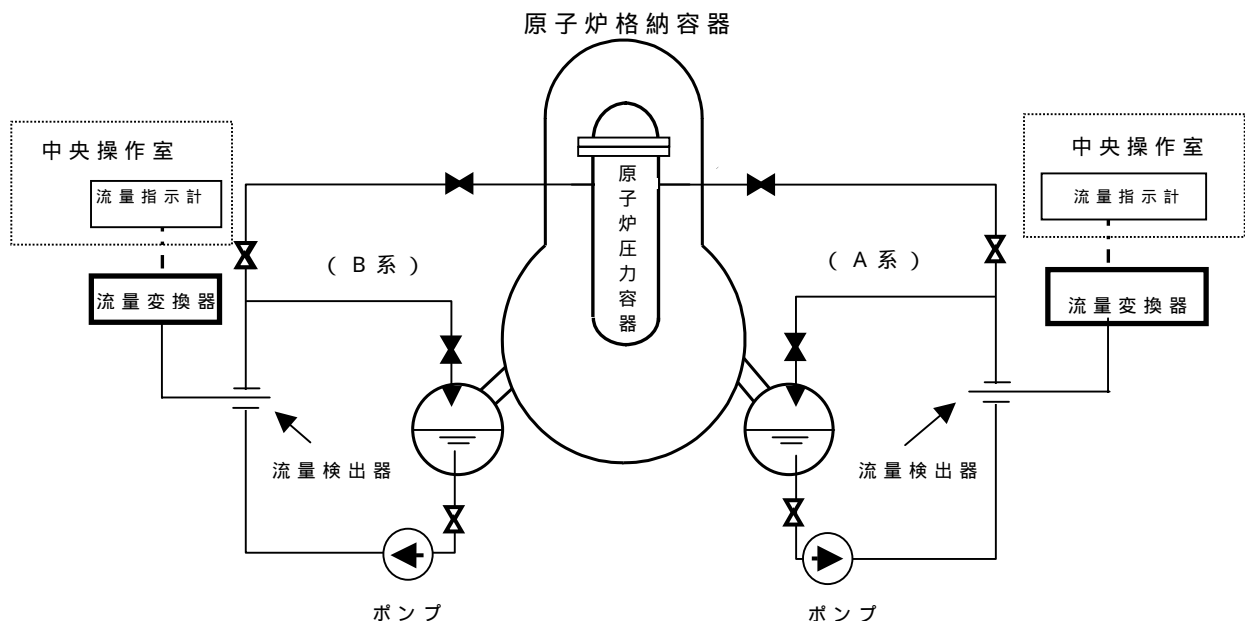 原子炉格納容器
中央操作室
流量指示計
流量変換器
(B系)
流量検出器
ポンプ
原子炉圧力容器
中央操作室
流量指示計
(A系)
流量変換器
流量検出器
ポンプ